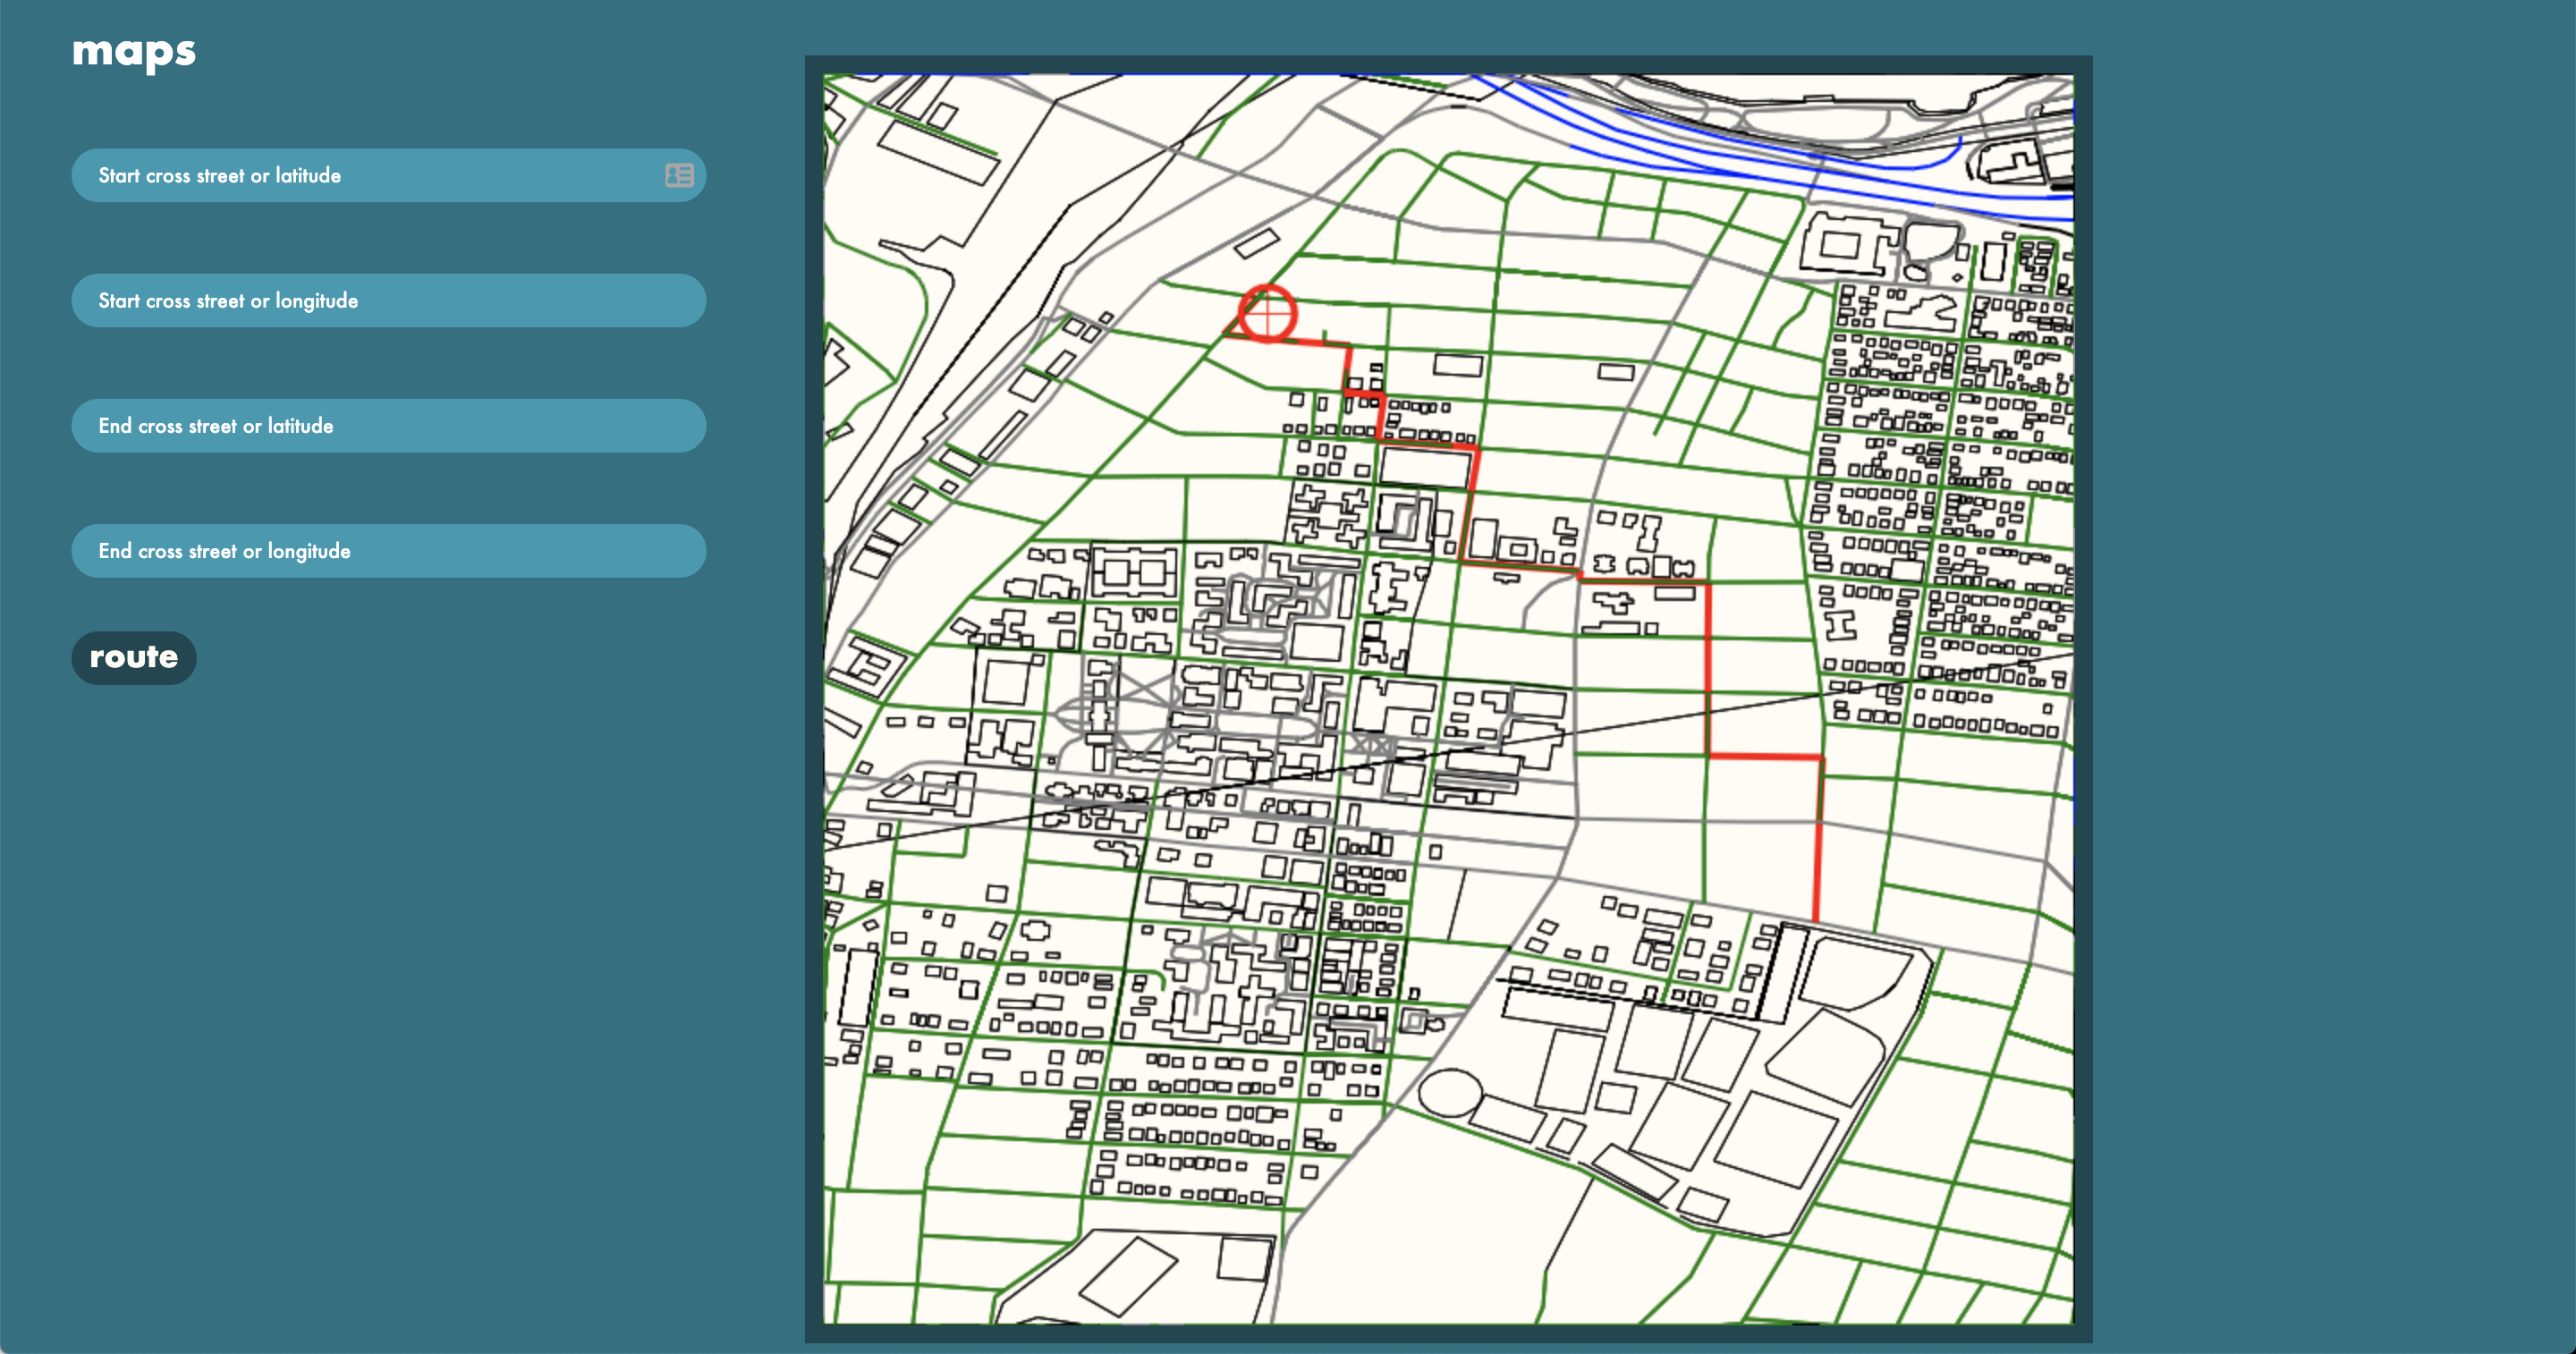 maps
Start cross street or latitude
Start cross street or longitude
End cross street or latitude
End cross street or longitude
route